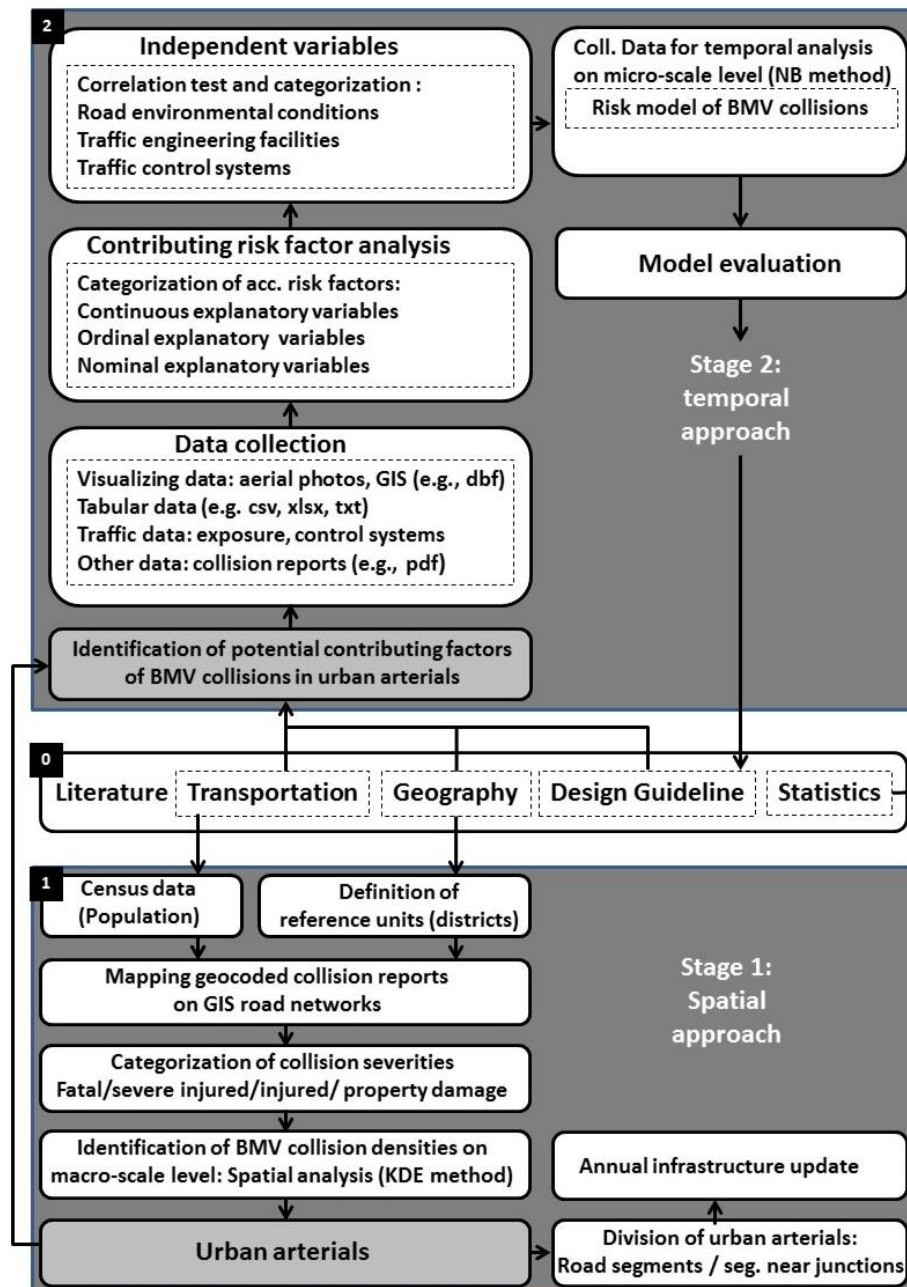 2
Independent variables
Correlation test and categorization :
Road environmental conditions
Traffic engineering facilities
Traffic control systems
Coll. Data for temporal analysis
on micro-scale level (NB method)
Risk model of BMV collisions
Contributing risk factor analysis
Categorization of acc. risk factors:
Continuous explanatory variables
Ordinal explanatory variables
Nominal explanatory variables
Model evaluation
Stage 2:
temporal
approach
Data collection
Visualizing data: aerial photos, GIS (e.g., dbf)
Tabular data (e.g. csv, xlsx, txt)
Traffic data: exposure, control systems
Other data: collision reports (e.g., pdf)
Identification of potential contributing factors
of BMV collisions in urban arterials
0
Literature Transportation Geography Design Guideline Statistics
1
Census data
(Population)
Definition of
reference units (districts)
Mapping geocoded collision reports
on GIS road networks
Stage 1:
Spatial
approach
Categorization of collision severities
Fatal/severe injured/injured/ property damage
Identification of BMV collision densities on
macro-scale level: Spatial analysis (KDE method)
Annual infrastructure update
Urban arterials
Division of urban arterials:
Road segments / seg. near junctions